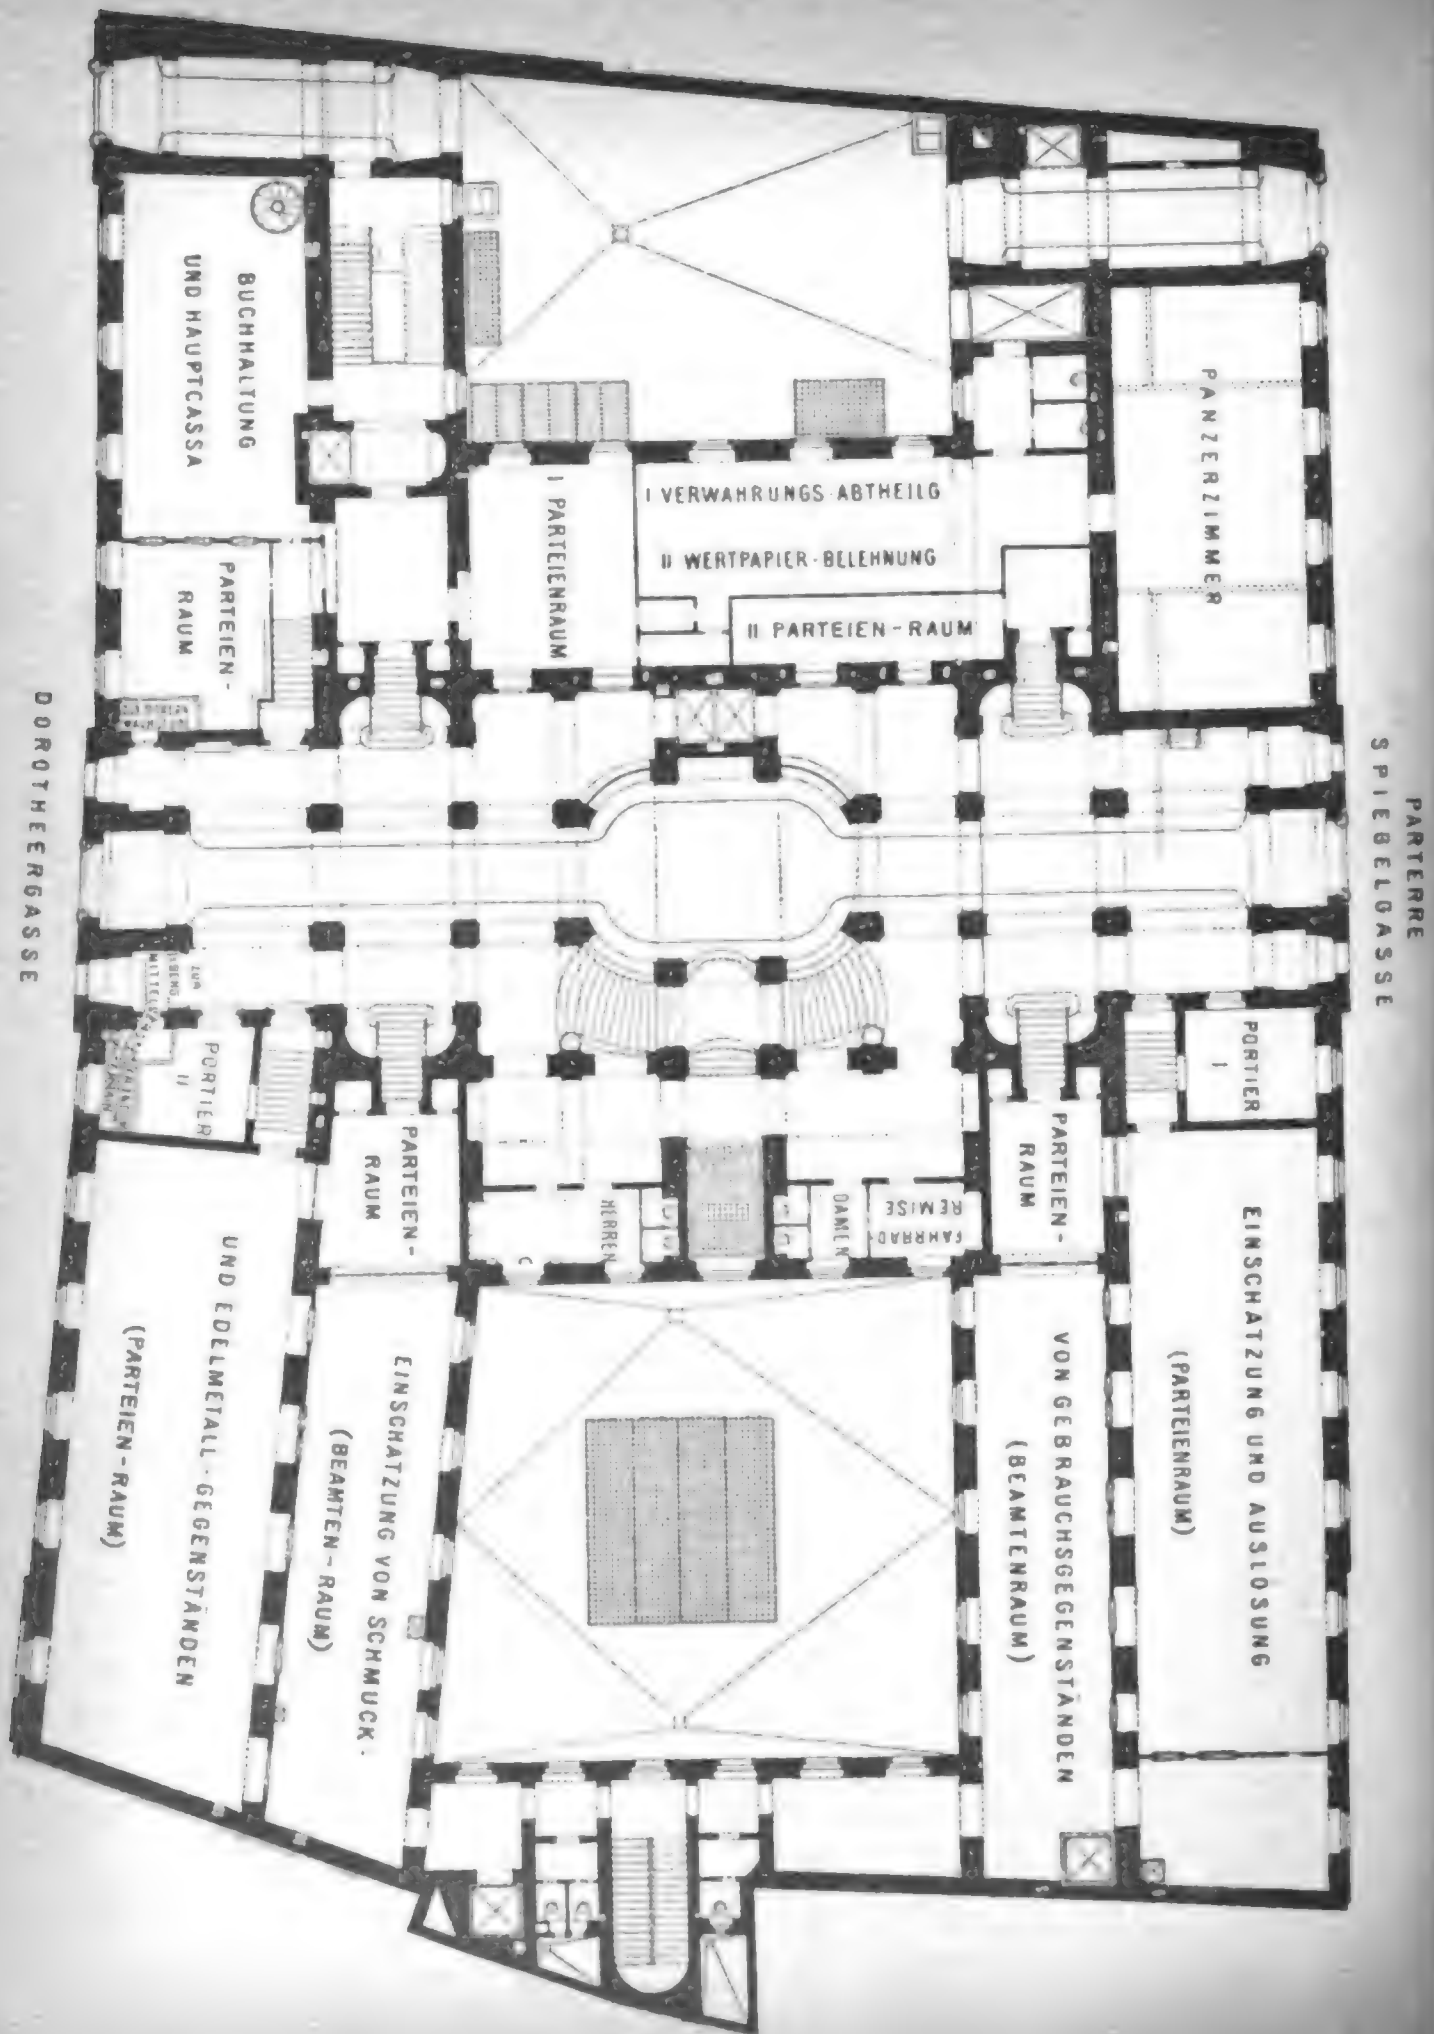 PARTERRE
SPIEGELGASSE
DOROTHEERGASSE
BUCHHALTUNG
UND HAUPTCASSA
PARTEIEN-
RAUM
I PARTEIENRAUM
I VERWAHRUNGS-ABTHEILG
II WERTPAPIER-BELEHNUNG
II PARTEIEN-RAUM
PANZERZIMMER
ZUR
PORTIER
II
PORTIER
I
PARTEIEN-
RAUM
HERREN
DAMEN
FAHRRAD-
REMISE
PARTEIEN-
RAUM
EINSCHATZUNG UND AUSLOSUNG
(PARTEIENRAUM)
VON GEBRAUCHSGEGENSTÄNDEN
(BEAMTENRAUM)
EINSCHATZUNG VON SCHMUCK-
(BEAMTEN-RAUM)
UND EDELMETALL-GEGENSTÄNDEN
(PARTEIEN-RAUM)